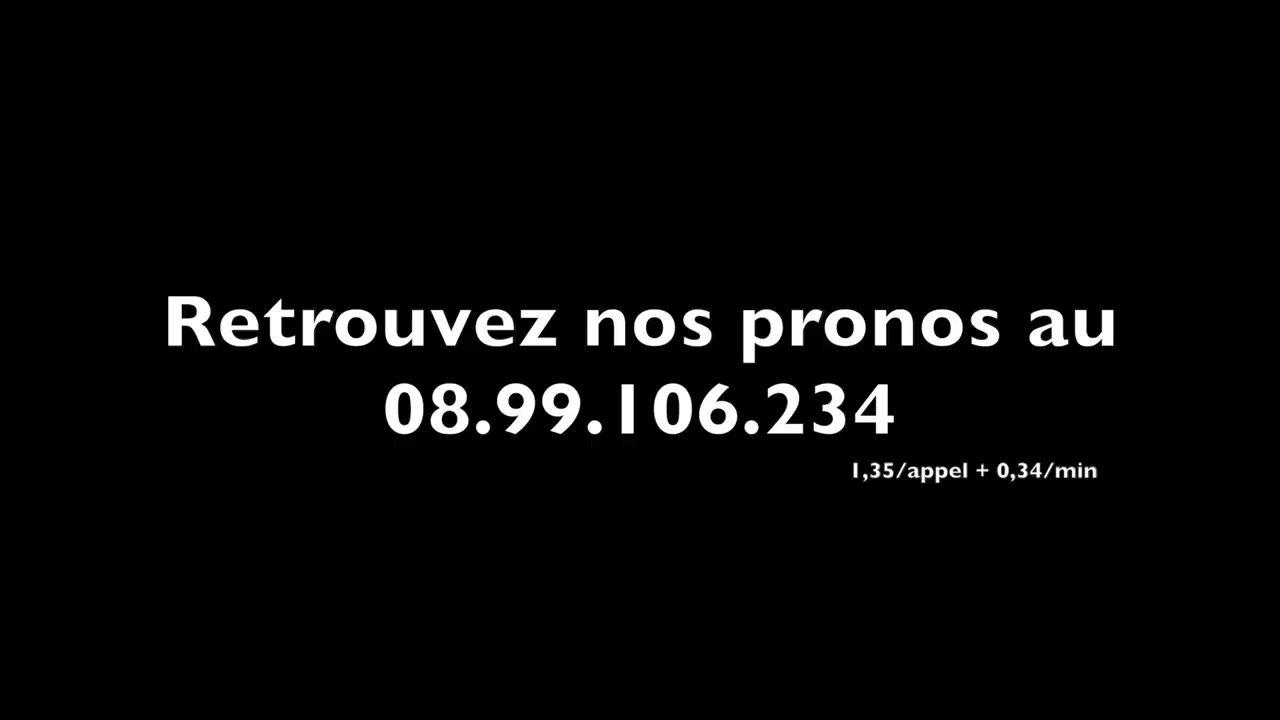 Retrouvez nos pronos au
08.99.106.234
1,35/appel + 0,34/min